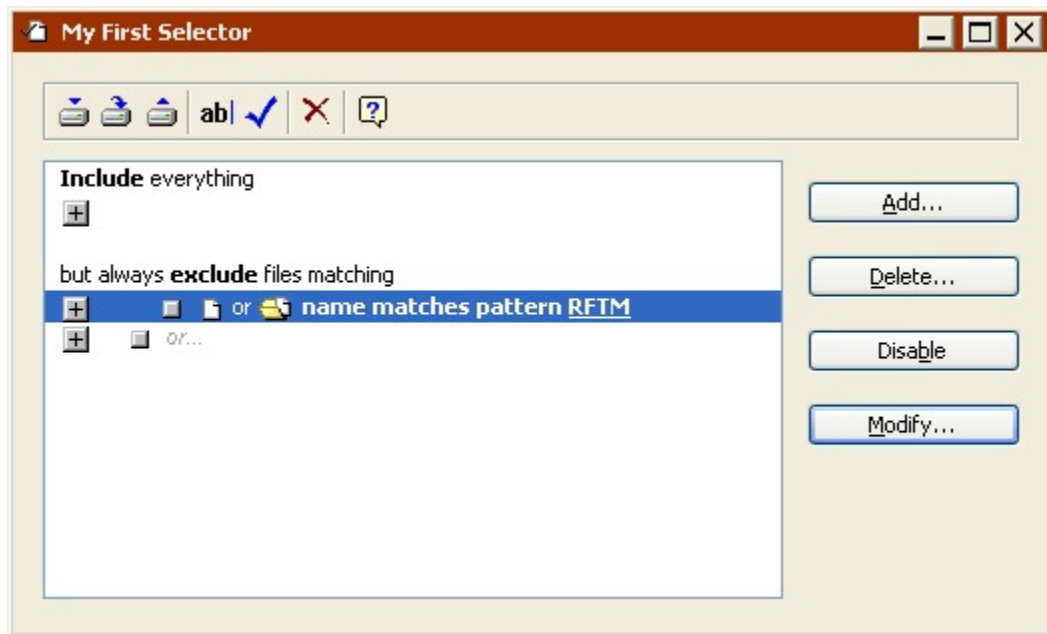 My First Selector
ab|
Include everything
but always exclude files matching
or name matches pattern RFTM
or...
Add...
Delete...
Disable
Modify...